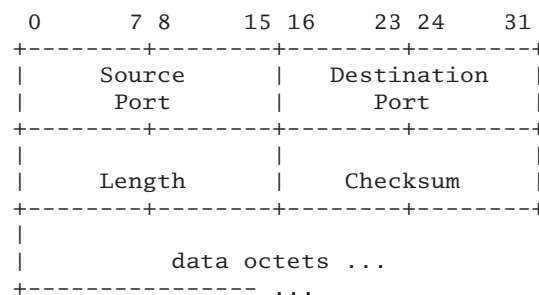 0 7 8 15 16 23 24 31
+--------+--------+--------+--------+
| Source | Destination |
| Port | Port |
+--------+--------+--------+--------+
| | |
| Length | Checksum |
+--------+--------+--------+--------+
|
| data octets ...
+---------------- ...